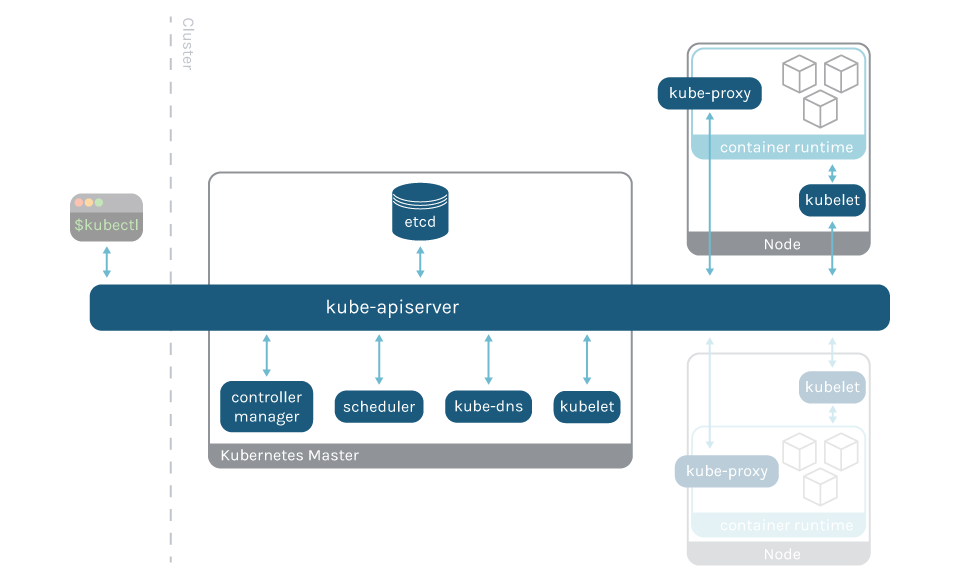 Cluster
$kubectl
etcd
kube-apiserver
controller
manager
scheduler
kube-dns
kubelet
Kubernetes Master
kube-proxy
container runtime
kubelet
Node
kubelet
kube-proxy
container runtime
Node